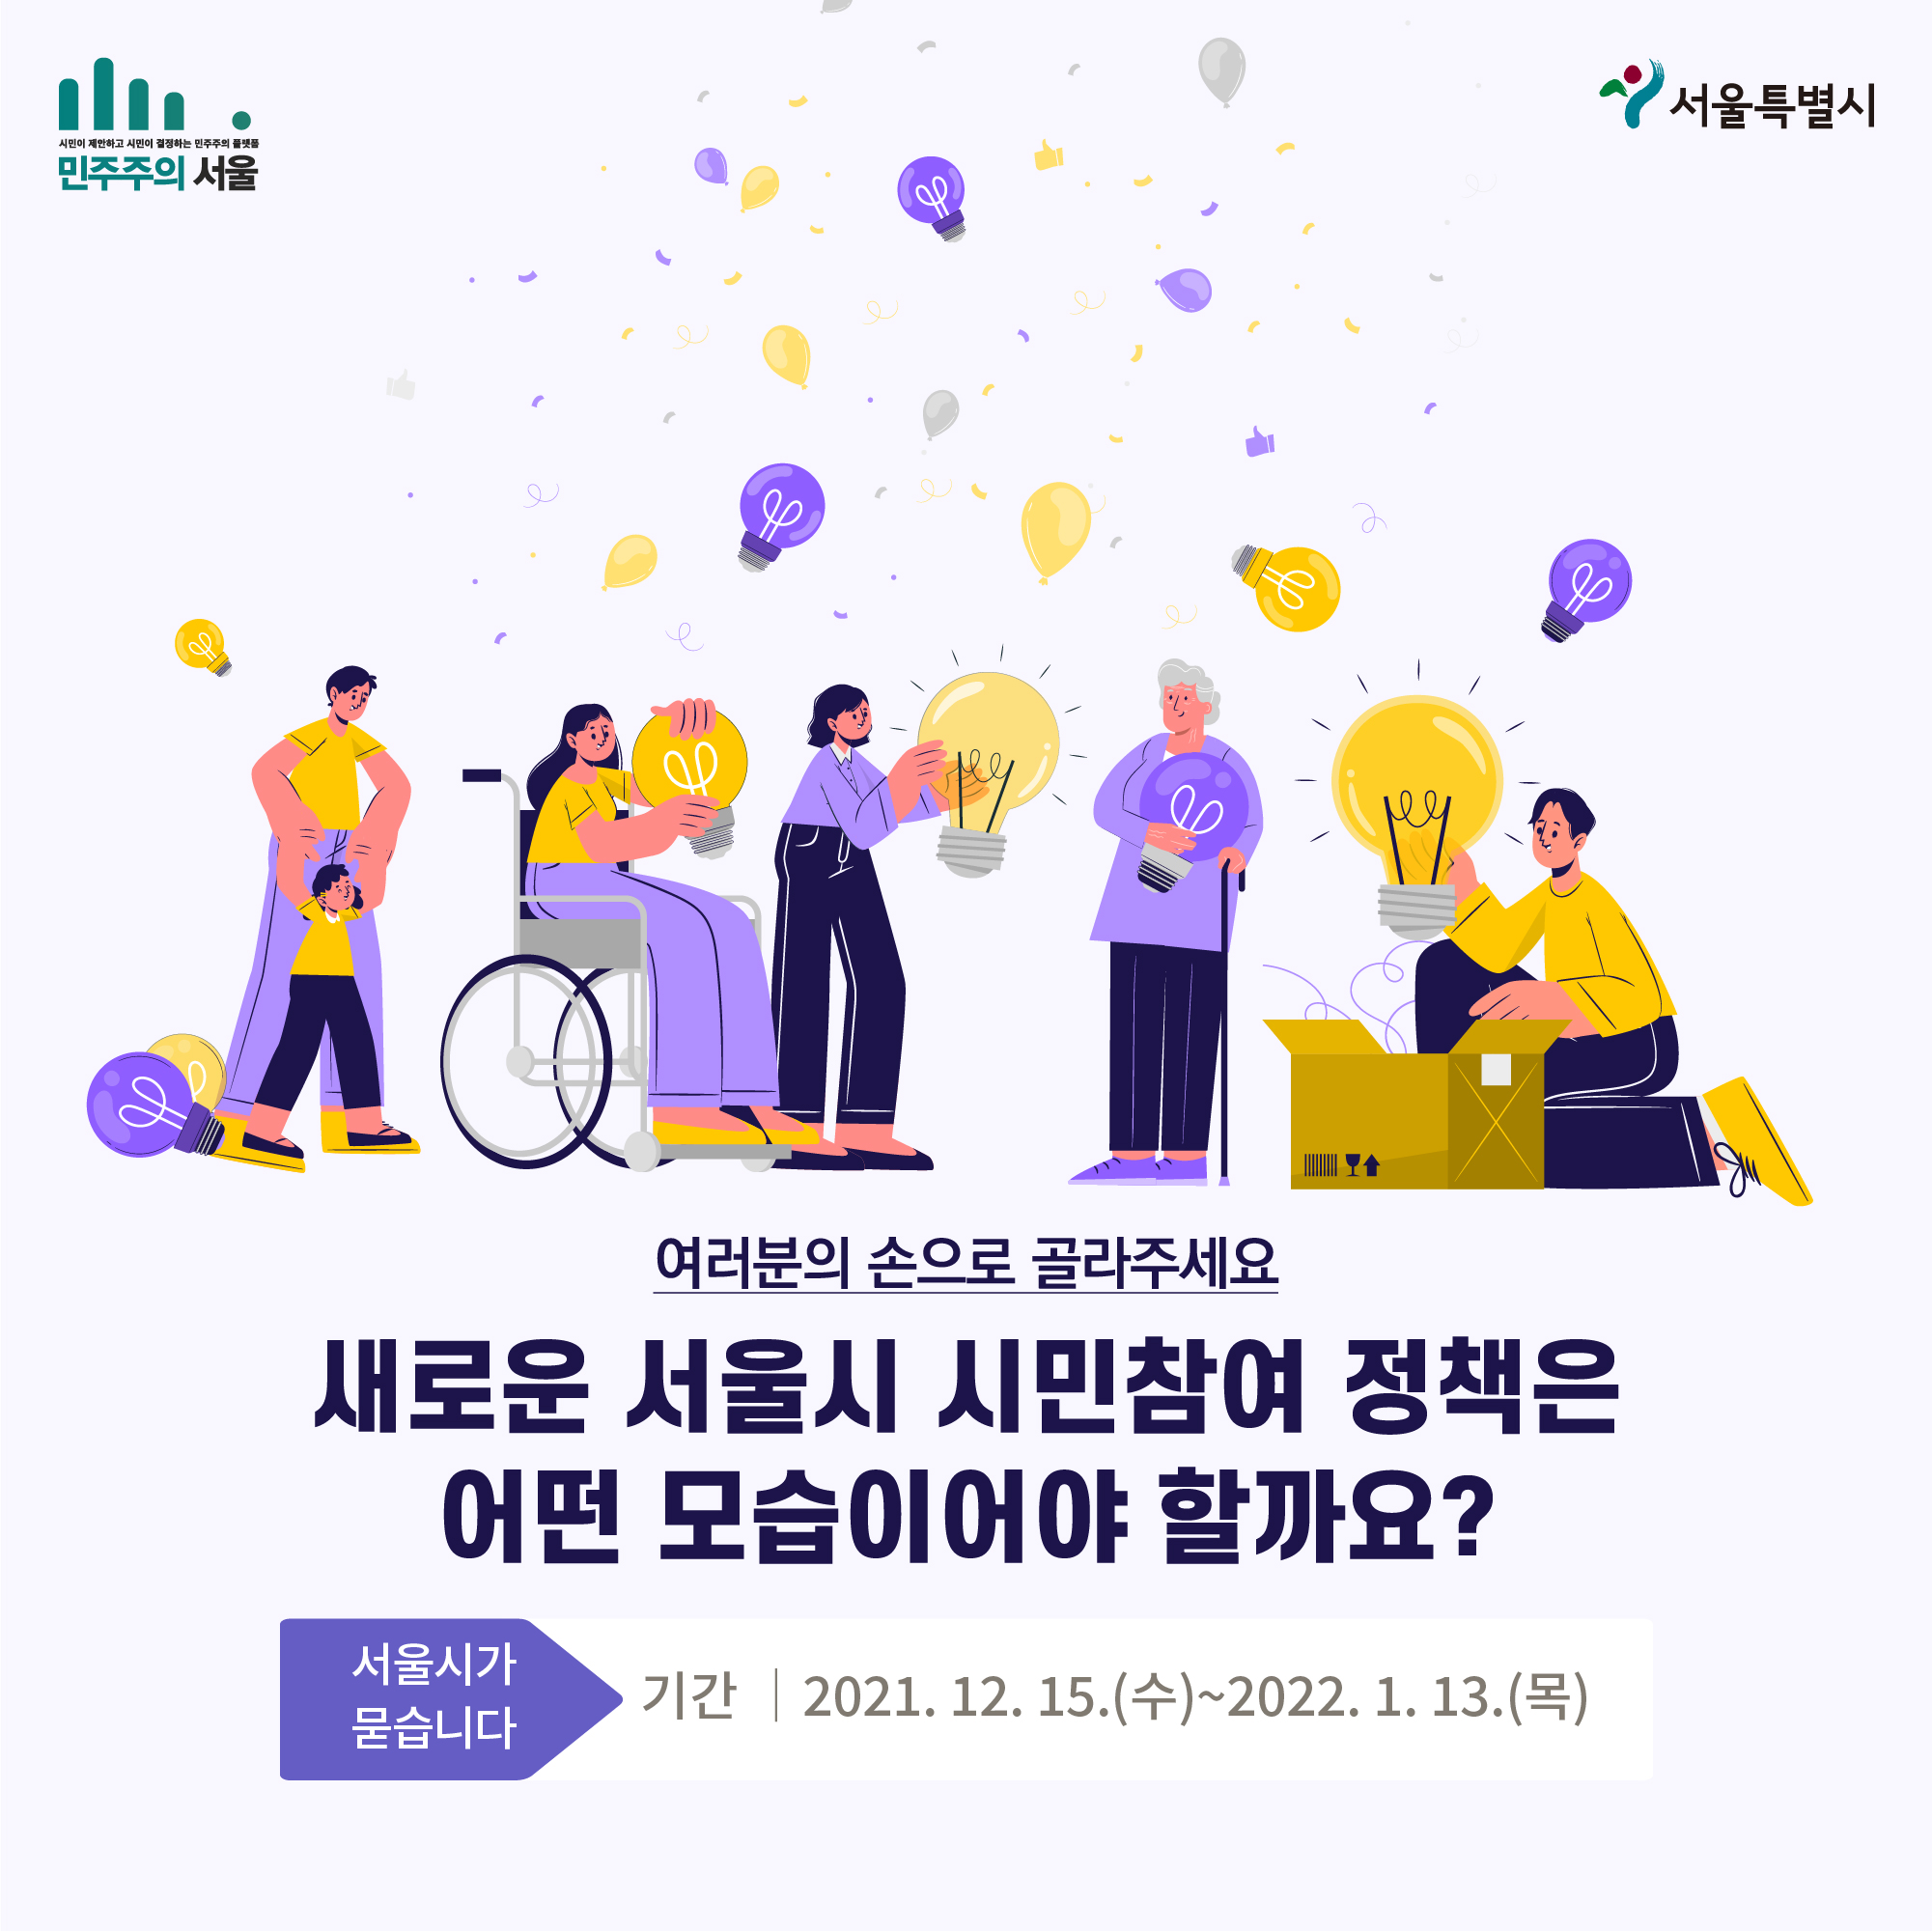 시민이 제안하고 시민이 결정하는 민주주의 플랫폼
민주주의 서울
서울특별시
여러분의 손으로 골라주세요
새로운 서울시 시민참여 정책은
어떤 모습이어야 할까요?
서울시가
묻습니다
기간 | 2021. 12. 15.(수)~2022. 1. 13.(목)